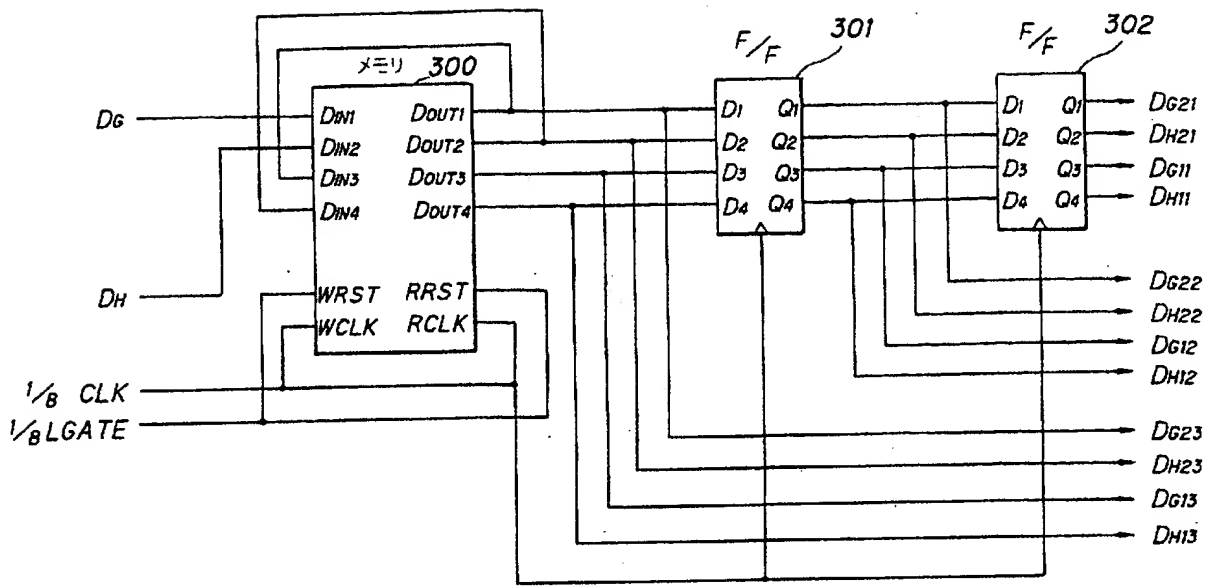 F/F 301
F/F 302
メモリ 300
DG
DH
1/8 CLK
1/8 LGATE
DIN1
DIN2
DIN3
DIN4
WRST
WCLK
DOUT1
DOUT2
DOUT3
DOUT4
RRST
RCLK
D1
D2
D3
D4
Q1
Q2
Q3
Q4
D1
D2
D3
D4
Q1
Q2
Q3
Q4
DG21
DH21
DG11
DH11
DG22
DH22
DG12
DH12
DG23
DH23
DG13
DH13